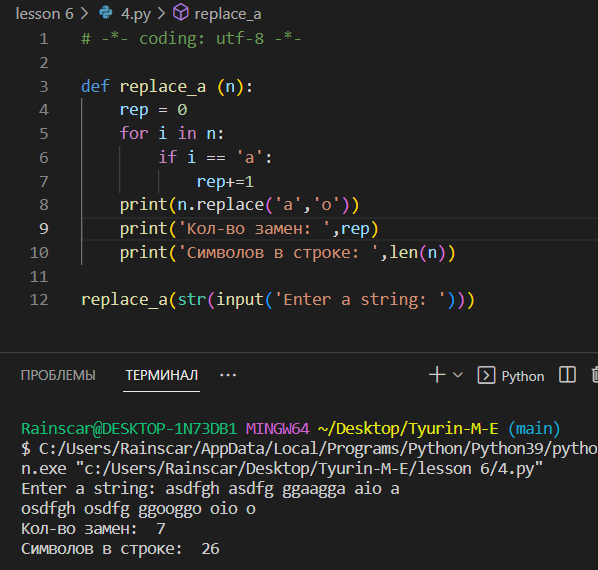 lesson 6 > 4.py > replace_a
1 # -*- coding: utf-8 -*-
2
3 def replace_a (n):
4     rep = 0
5     for i in n:
6         if i == 'a':
7             rep+=1
8     print(n.replace('a','o'))
9     print('Кол-во замен: ',rep)
10     print('Символов в строке: ',len(n))
11
12 replace_a(str(input('Enter a string: ')))
ПРОБЛЕМЫ ТЕРМИНАЛ ··· Python
Rainscar@DESKTOP-1N73DB1 MINGW64 ~/Desktop/Tyurin-M-E (main)
$ C:/Users/Rainscar/AppData/Local/Programs/Python/Python39/pytho
n.exe "c:/Users/Rainscar/Desktop/Tyurin-M-E/lesson 6/4.py"
Enter a string: asdfgh asdfg ggaagga aio a
osdfgh osdfg ggooggo oio o
Кол-во замен:  7
Символов в строке:  26